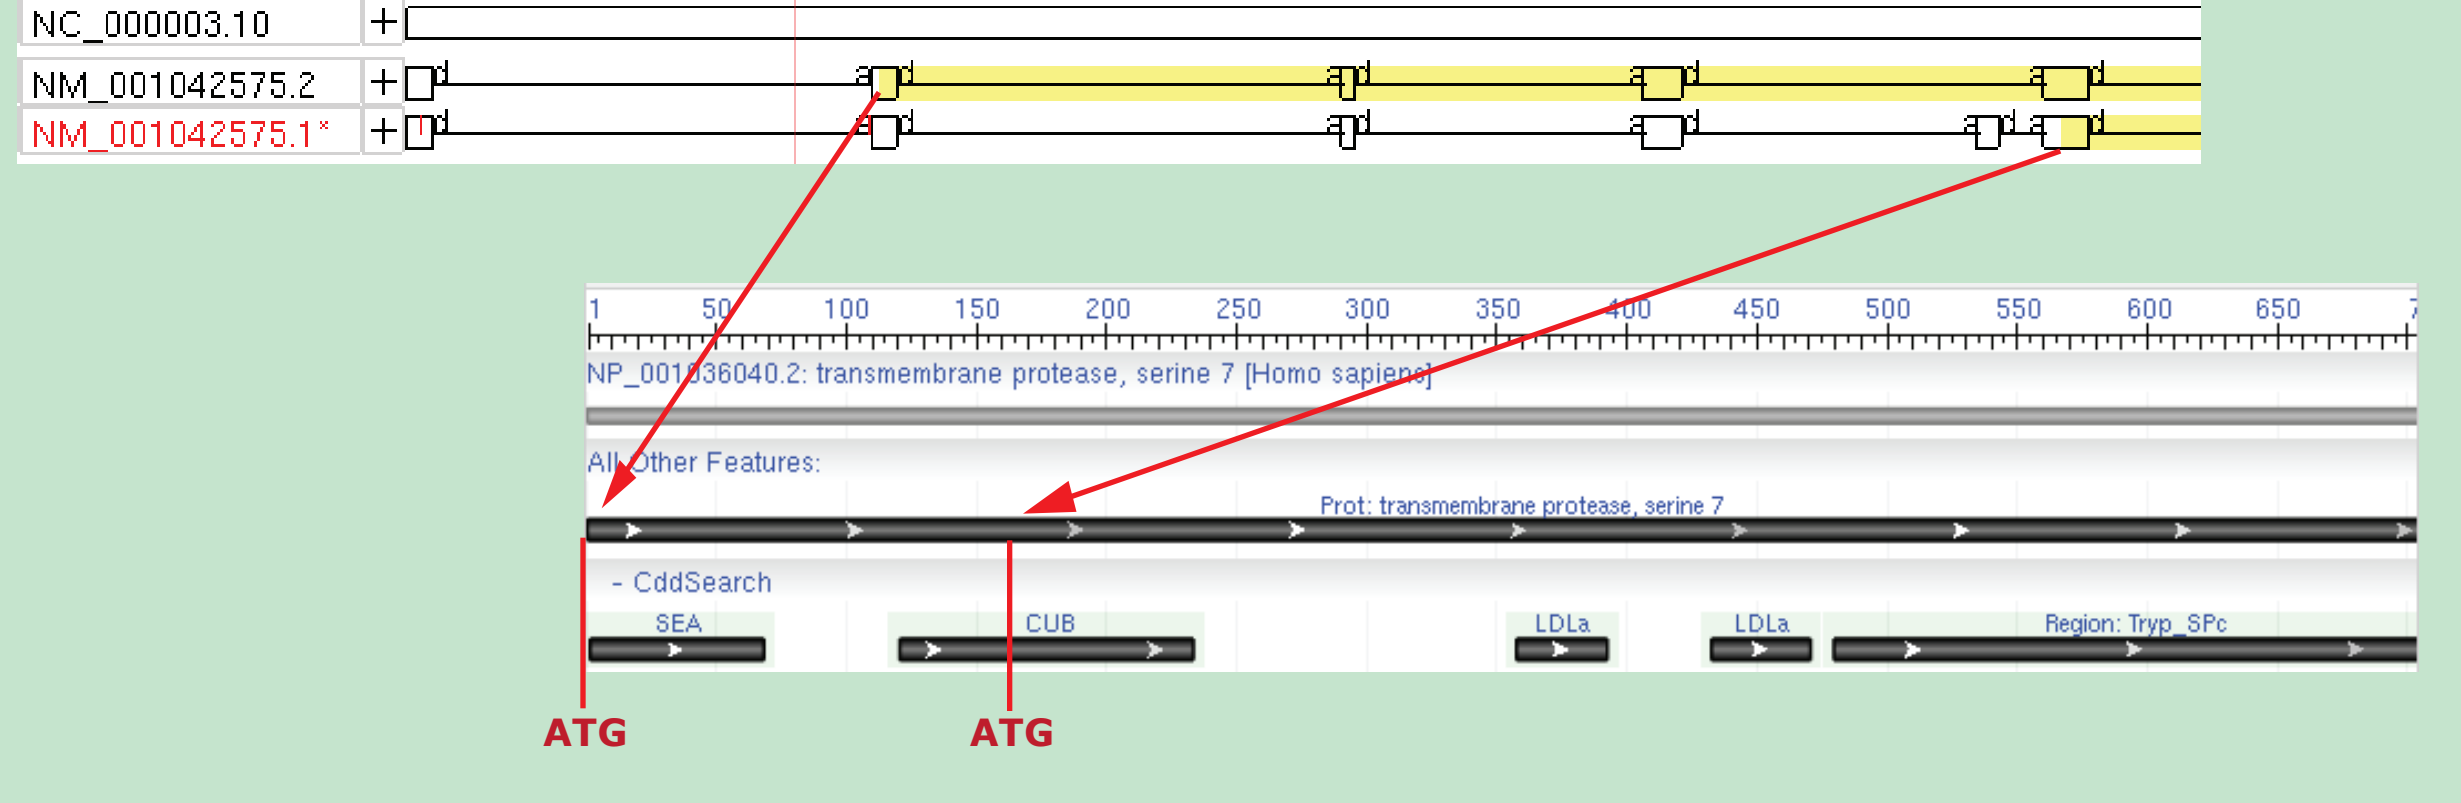 NC_000003.10 +
NM_001042575.2 + d a d a d a d a d
NM_001042575.1* + d a d a d a d a d a d
1 50 100 150 200 250 300 350 400 450 500 550 600 650 7
NP_001036040.2: transmembrane protease, serine 7 [Homo sapiens]
All Other Features:
Prot: transmembrane protease, serine 7
- CddSearch
SEA CUB LDLa LDLa Region: Tryp_SPc
ATG ATG